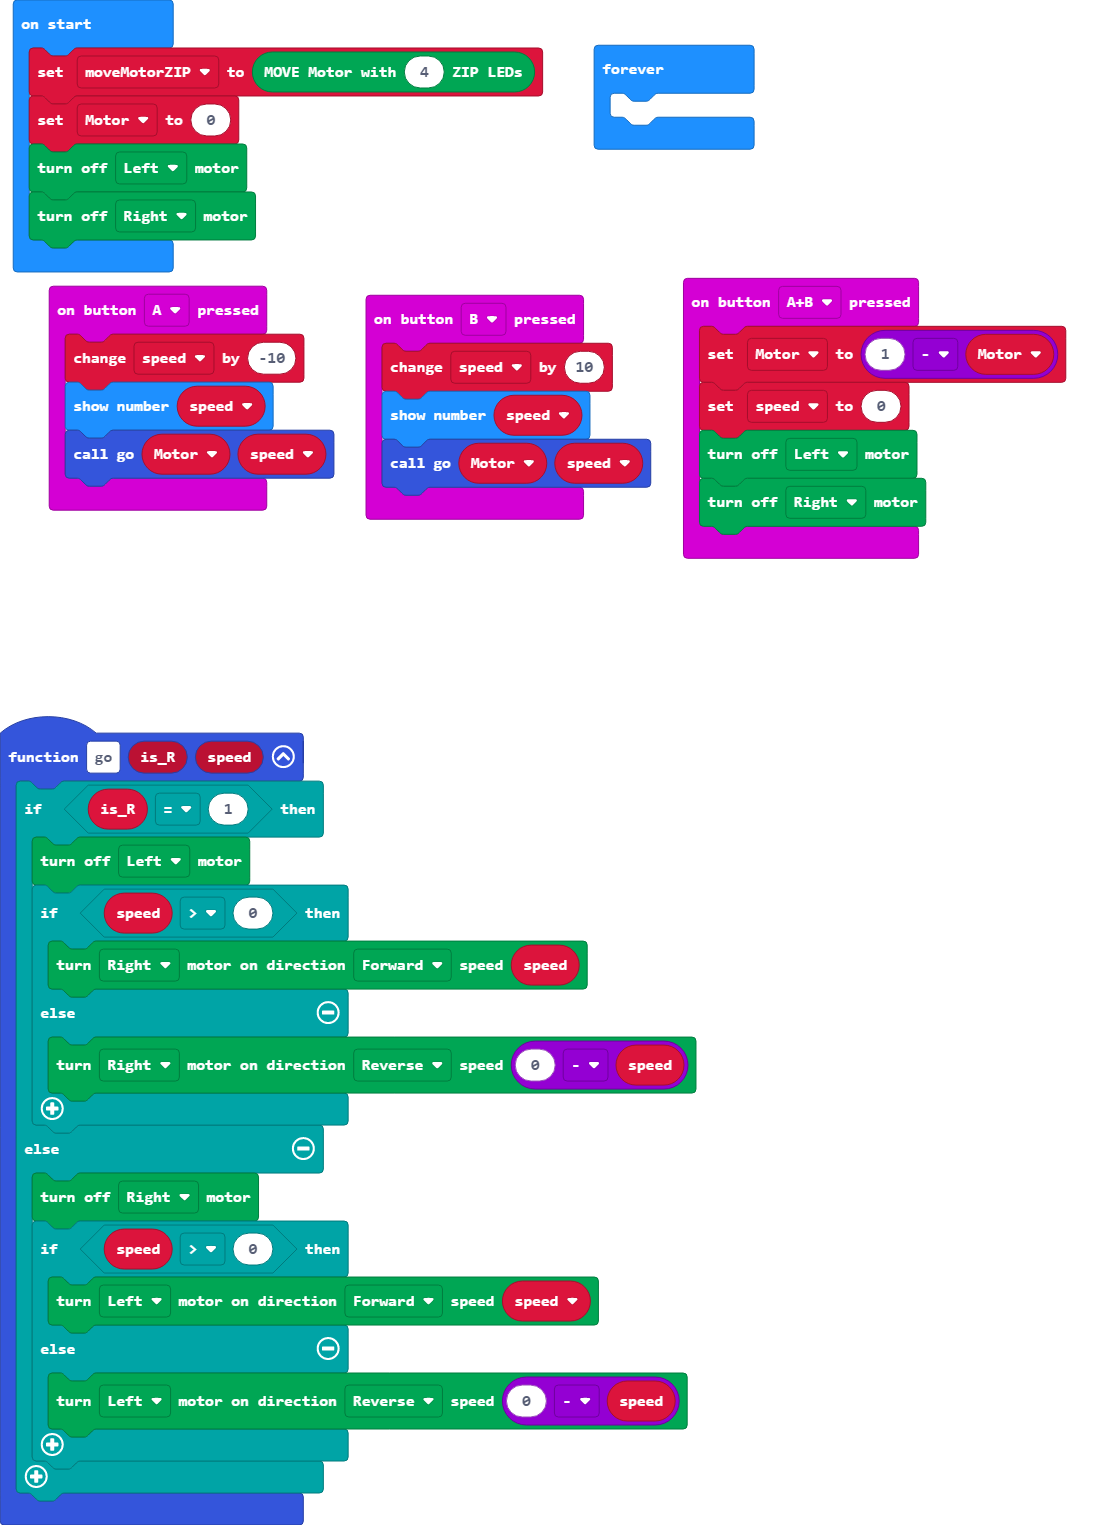 on start
set moveMotorZIP to MOVE Motor with 4 ZIP LEDs
set Motor to 0
turn off Left motor
turn off Right motor
forever
on button A pressed
change speed by -10
show number speed
call go Motor speed
on button B pressed
change speed by 10
show number speed
call go Motor speed
on button A+B pressed
set Motor to 1 - Motor
set speed to 0
turn off Left motor
turn off Right motor
function go is_R speed
if is_R = 1 then
turn off Left motor
if speed > 0 then
turn Right motor on direction Forward speed speed
else
turn Right motor on direction Reverse speed 0 - speed
else
turn off Right motor
if speed > 0 then
turn Left motor on direction Forward speed speed
else
turn Left motor on direction Reverse speed 0 - speed